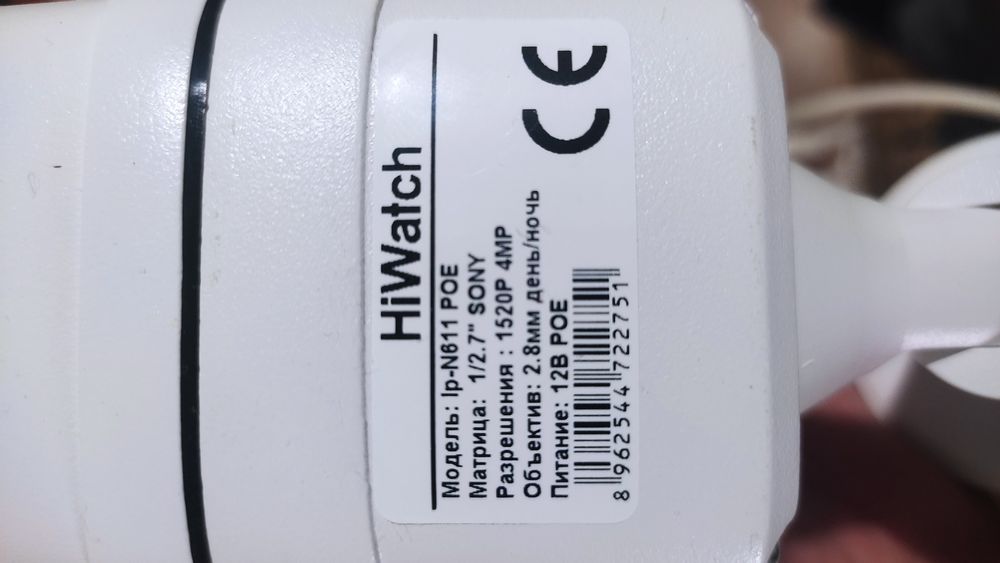 HiWatch
CE
Модель: Ip-N611 POE
Матрица: 1/2.7" SONY
Разрешения : 1520P 4MP
Объектив: 2.8мм день/ночь
Питание: 12В POE
8 962544 722751